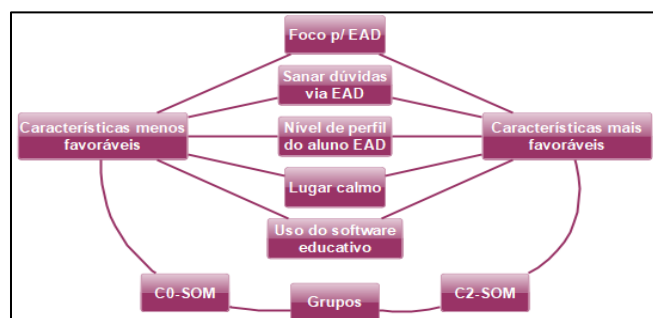 Foco p/ EAD
Sanar dúvidas
via EAD
Características menos
favoráveis
Nível de perfil
do aluno EAD
Características mais
favoráveis
Lugar calmo
Uso do software
educativo
C0-SOM
Grupos
C2-SOM